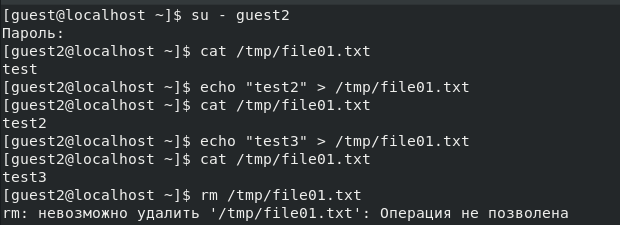 [guest@localhost ~]$ su - guest2
Пароль:
[guest2@localhost ~]$ cat /tmp/file01.txt
test
[guest2@localhost ~]$ echo "test2" > /tmp/file01.txt
[guest2@localhost ~]$ cat /tmp/file01.txt
test2
[guest2@localhost ~]$ echo "test3" > /tmp/file01.txt
[guest2@localhost ~]$ cat /tmp/file01.txt
test3
[guest2@localhost ~]$ rm /tmp/file01.txt
rm: невозможно удалить '/tmp/file01.txt': Операция не позволена